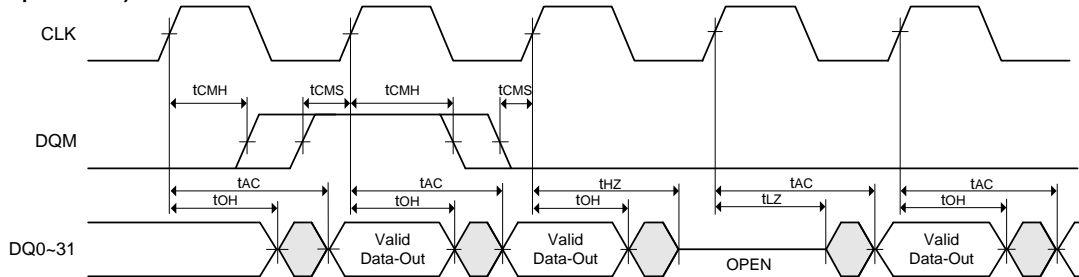 CLK
tCMH tCMS tCMH tCMS
DQM
tAC tAC tHZ tAC tAC
tOH tOH tOH tLZ tOH
DQ0~31 Valid Data-Out Valid Data-Out OPEN Valid Data-Out